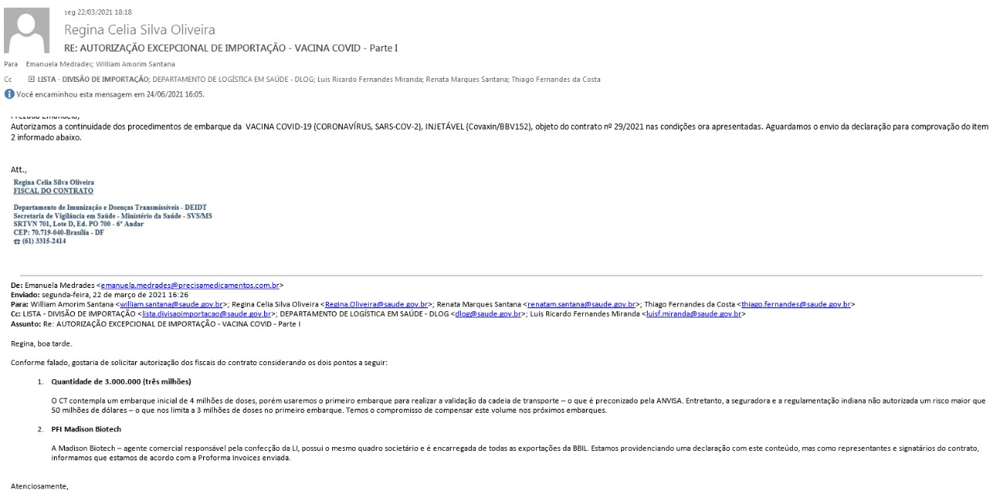 seg 22/03/2021 18:18
Regina Celia Silva Oliveira
RE: AUTORIZAÇÃO EXCEPCIONAL DE IMPORTAÇÃO - VACINA COVID - Parte I
Para Emanuela Medrades; William Amorim Santana
Cc LISTA - DIVISÃO DE IMPORTAÇÃO; DEPARTAMENTO DE LOGÍSTICA EM SAÚDE - DLOG; Luis Ricardo Fernandes Miranda; Renata Marques Santana; Thiago Fernandes da Costa
Você encaminhou esta mensagem em 24/06/2021 16:05.
Prezada Emanuela,
Autorizamos a continuidade dos procedimentos de embarque da VACINA COVID-19 (CORONAVÍRUS, SARS-COV-2), INJETÁVEL (Covaxin/BBV152), objeto do contrato nº 29/2021 nas condições ora apresentadas. Aguardamos o envio da declaração para comprovação do item
2 informado abaixo.
Att.,
Regina Celia Silva Oliveira
FISCAL DO CONTRATO
Departamento de Imunização e Doenças Transmissíveis - DEIDT
Secretaria de Vigilância em Saúde - Ministério da Saúde - SVS/MS
SRTVN 701, Lote D, Ed. PO 700 - 6º Andar
CEP: 70.719-040-Brasília - DF
☎ (61) 3315-2414
De: Emanuela Medrades <emanuela.medrades@precisamedicamentos.com.br>
Enviado: segunda-feira, 22 de março de 2021 16:26
Para: William Amorim Santana <william.santana@saude.gov.br>; Regina Celia Silva Oliveira <Regina.Oliveira@saude.gov.br>; Renata Marques Santana <renatam.santana@saude.gov.br>; Thiago Fernandes da Costa <thiago.fernandes@saude.gov.br>
Cc: LISTA - DIVISÃO DE IMPORTAÇÃO <lista.divisaoimportacao@saude.gov.br>; DEPARTAMENTO DE LOGÍSTICA EM SAÚDE - DLOG <dlog@saude.gov.br>; Luis Ricardo Fernandes Miranda <luisf.miranda@saude.gov.br>
Assunto: Re: AUTORIZAÇÃO EXCEPCIONAL DE IMPORTAÇÃO - VACINA COVID - Parte I
Regina, boa tarde.
Conforme falado, gostaria de solicitar autorização dos fiscais do contrato considerando os dois pontos a seguir:
1. Quantidade de 3.000.000 (três milhões)
O CT contempla um embarque inicial de 4 milhões de doses, porém usaremos o primeiro embarque para realizar a validação da cadeia de transporte – o que é preconizado pela ANVISA. Entretanto, a seguradora e a regulamentação indiana não autorizada um risco maior que
50 milhões de dólares – o que nos limita a 3 milhões de doses no primeiro embarque. Temos o compromisso de compensar este volume nos próximos embarques.
2. PFI Madison Biotech
A Madison Biotech – agente comercial responsável pela confecção da LI, possui o mesmo quadro societário e é encarregada de todas as exportações da BBIL. Estamos providenciando uma declaração com este conteúdo, mas como representantes e signatários do contrato,
informamos que estamos de acordo com a Proforma Invoices enviada.
Atenciosamente,